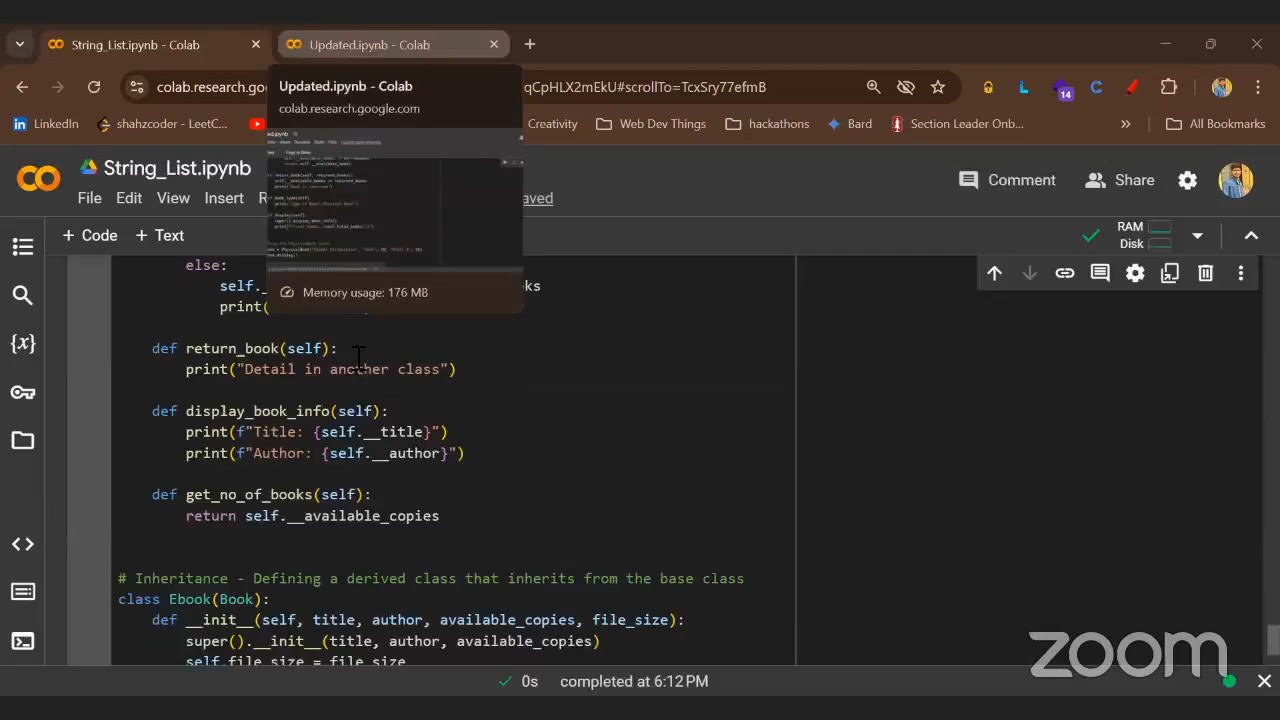 String_List.ipynb - Colab
Updated.ipynb - Colab
colab.research.go
qCpHLX2mEkU#scrollTo=TcxSry77efmB
14
Updated.ipynb - Colab
colab.research.google.com
Memory usage: 176 MB
LinkedIn
shahzcoder - LeetC...
Creativity
Web Dev Things
hackathons
Bard
Section Leader Onb...
All Bookmarks
String_List.ipynb
File Edit View Insert
Comment
Share
+ Code + Text
RAM
Disk
else:
self._
print(
def return_book(self):
print("Detail in another class")
def display_book_info(self):
print(f"Title: {self.__title}")
print(f"Author: {self.__author}")
def get_no_of_books(self):
return self.__available_copies
# Inheritance - Defining a derived class that inherits from the base class
class Ebook(Book):
def __init__(self, title, author, available_copies, file_size):
super().__init__(title, author, available_copies)
self.file_size = file_size
0s completed at 6:12 PM
zoom